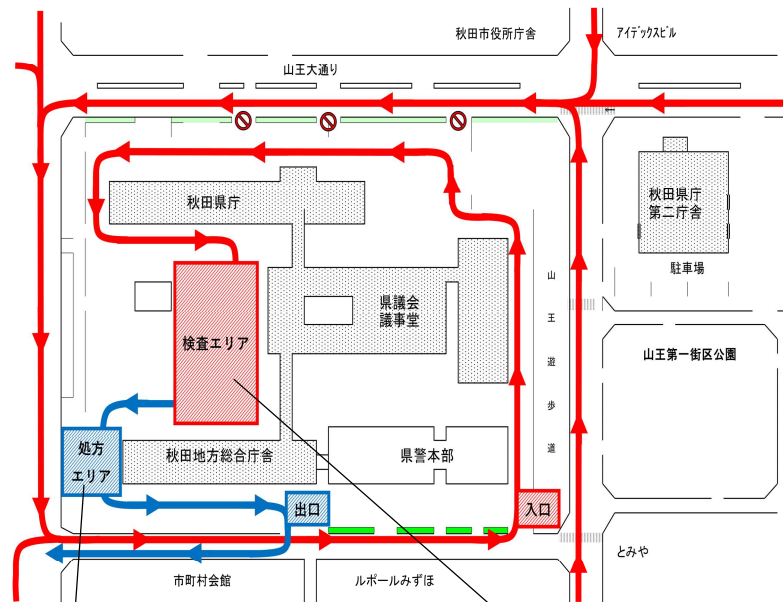 秋田市役所庁舎
アイデックスビル
山王大通り
秋田県庁
秋田県庁
第二庁舎
駐車場
県議会
議事堂
山王遊歩道
検査エリア
山王第一街区公園
処方
エリア
秋田地方総合庁舎
県警本部
出口
入口
とみや
市町村会館
ルポールみずほ